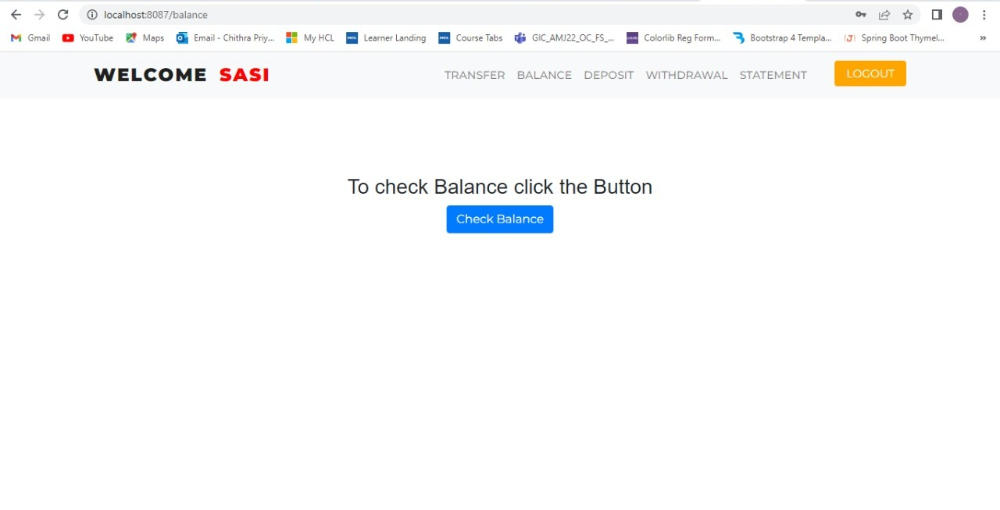 localhost:8087/balance
Gmail YouTube Maps Email - Chithra Priy... My HCL Learner Landing Course Tabs GIC_AMJ22_OC_FS_... Colorlib Reg Form... Bootstrap 4 Templa... Spring Boot Thymel... »
WELCOME SASI TRANSFER BALANCE DEPOSIT WITHDRAWAL STATEMENT LOGOUT
To check Balance click the Button
Check Balance